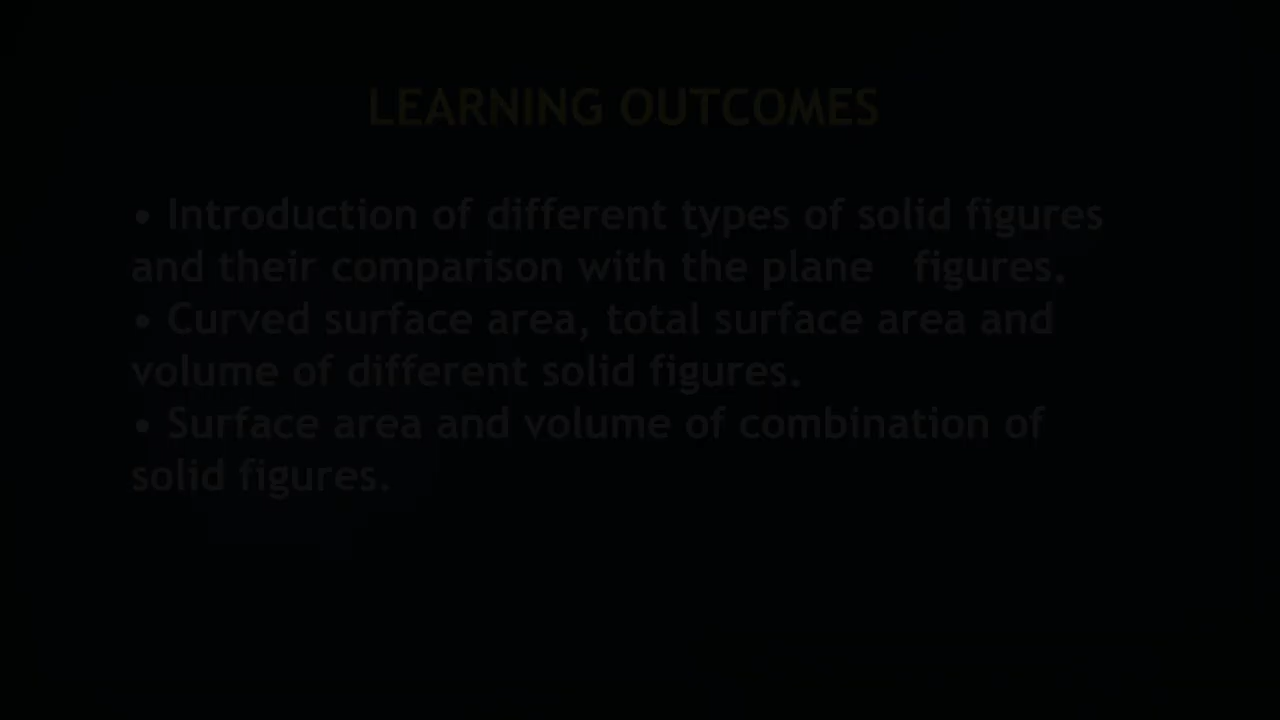 LEARNING OUTCOMES
• Introduction of different types of solid figures
and their comparison with the plane figures.
• Curved surface area, total surface area and
volume of different solid figures.
• Surface area and volume of combination of
solid figures.